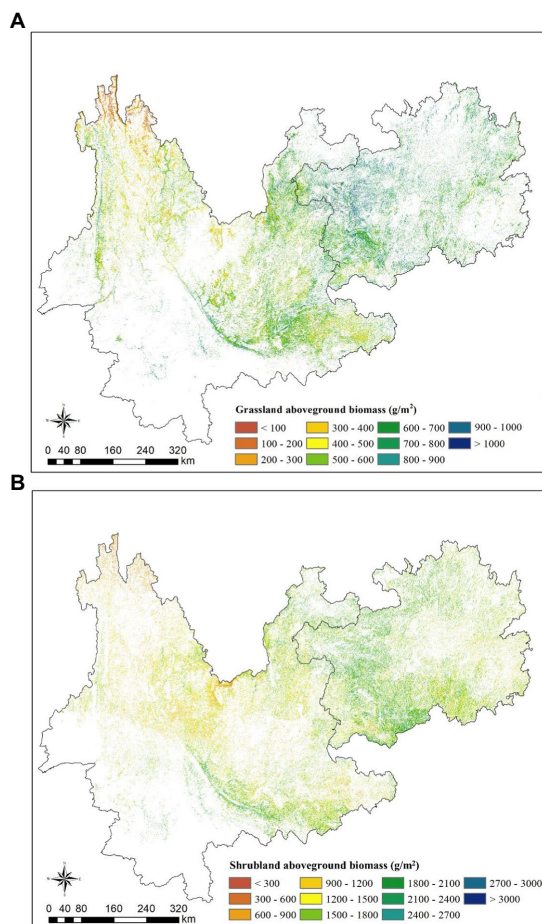 A
Grassland aboveground biomass (g/m²)
< 100 300 - 400 600 - 700 900 - 1000
100 - 200 400 - 500 700 - 800 > 1000
200 - 300 500 - 600 800 - 900
0 40 80 160 240 320
km
B
Shrubland aboveground biomass (g/m²)
< 300 900 - 1200 1800 - 2100 2700 - 3000
300 - 600 1200 - 1500 2100 - 2400 > 3000
600 - 900 1500 - 1800 2400 - 2700
0 40 80 160 240 320
km